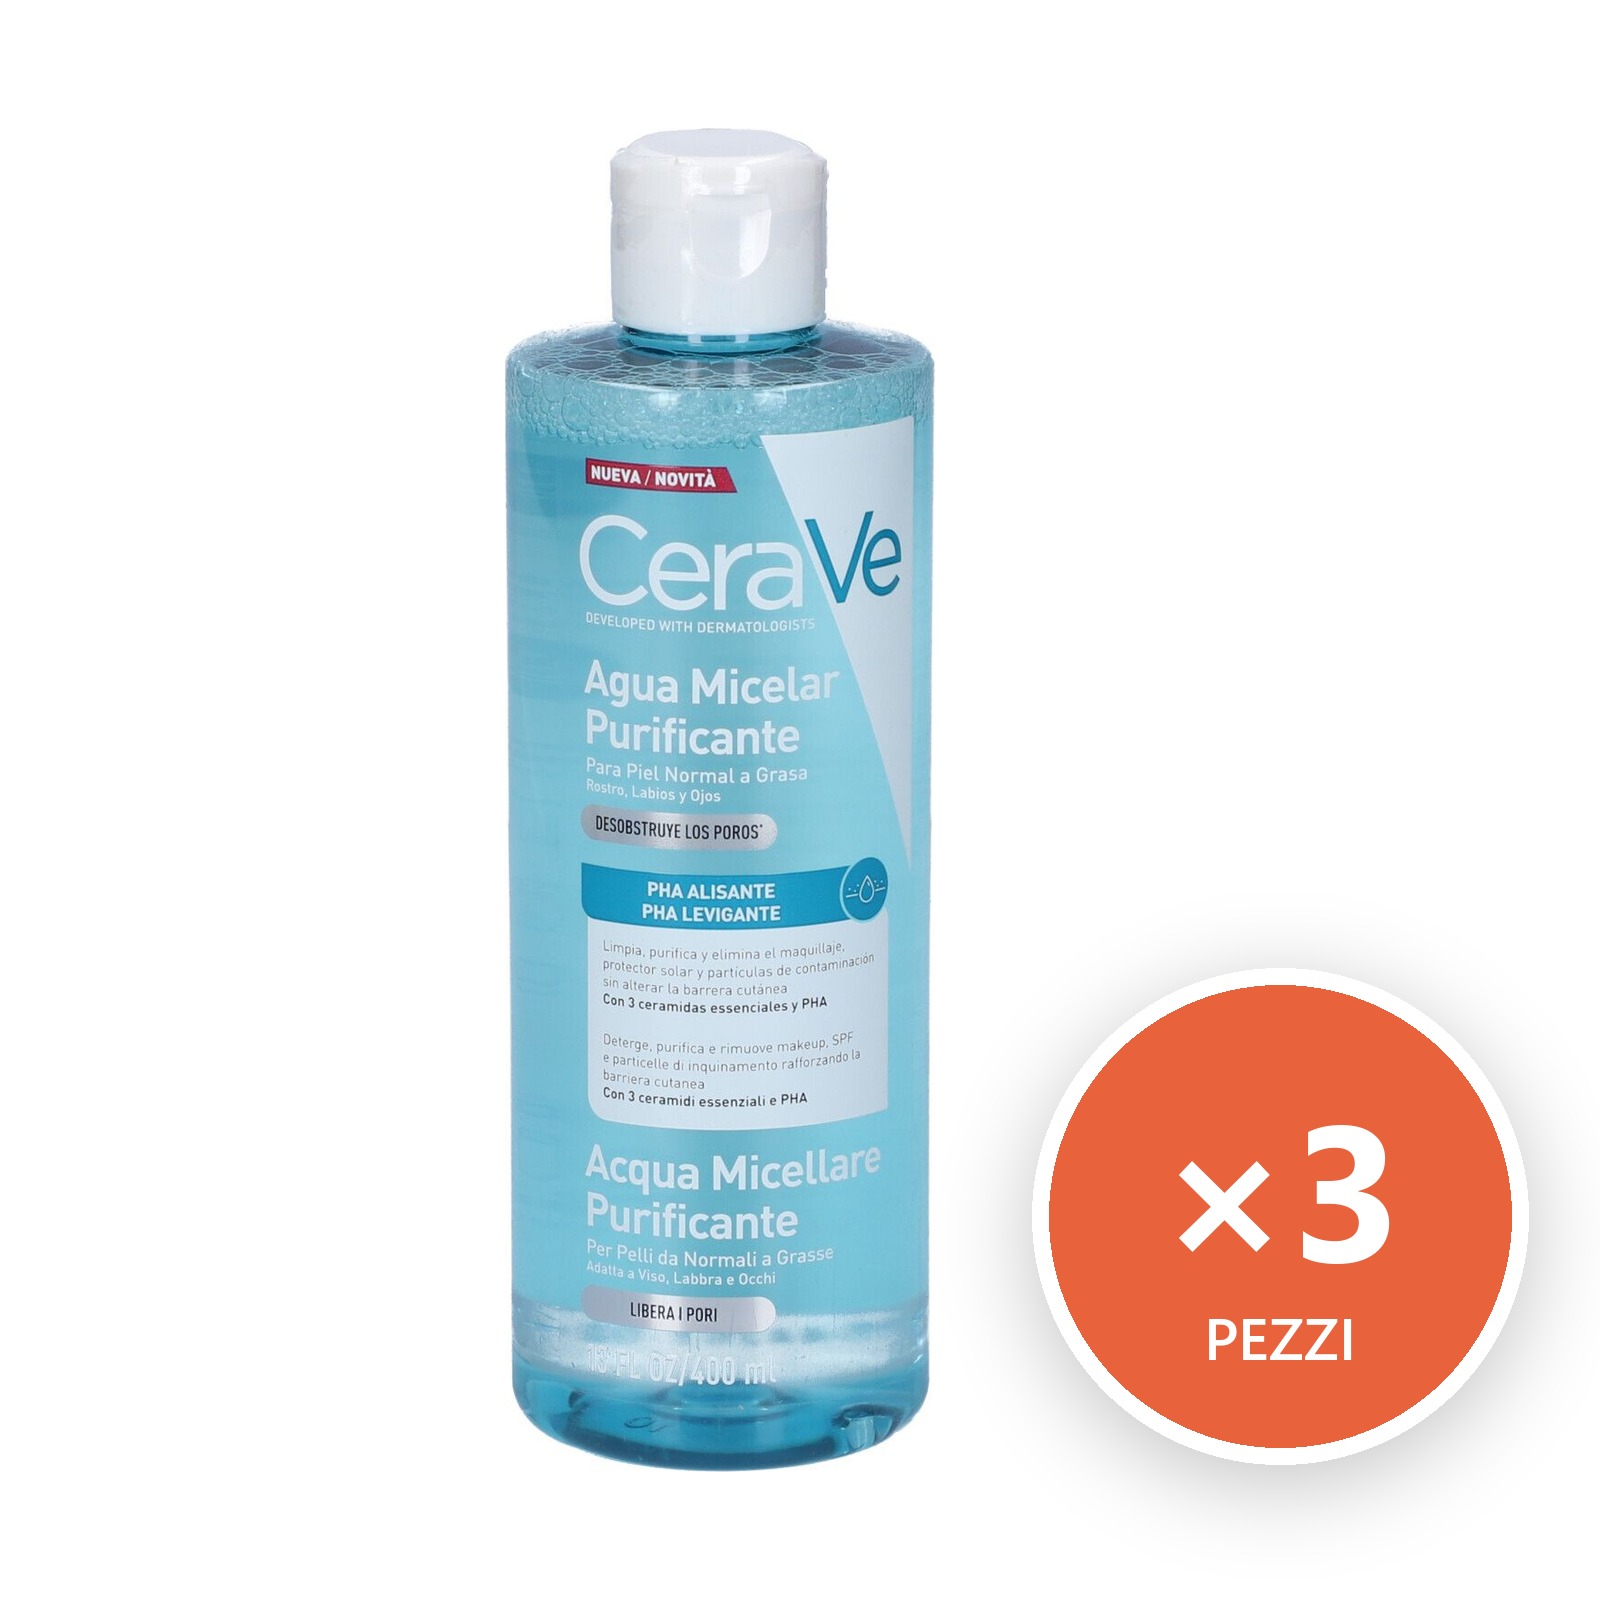 NUEVA / NOVITÀ
CeraVe
DEVELOPED WITH DERMATOLOGISTS
Agua Micelar
Purificante
Para Piel Normal a Grasa
Rostro, Labios y Ojos
DESOBSTRUYE LOS POROS*
PHA ALISANTE
PHA LEVIGANTE
Limpia, purifica y elimina el maquillaje,
protector solar y partículas de contaminación
sin alterar la barrera cutánea
Con 3 ceramidas essenciales y PHA
Deterge, purifica e rimuove makeup, SPF
e particelle di inquinamento rafforzando la
barriera cutanea
Con 3 ceramidi essenziali e PHA
Acqua Micellare
Purificante
Per Pelli da Normali a Grasse
Adatta a Viso, Labbra e Occhi
LIBERA I PORI
13 FL OZ/400 ml
×3
PEZZI